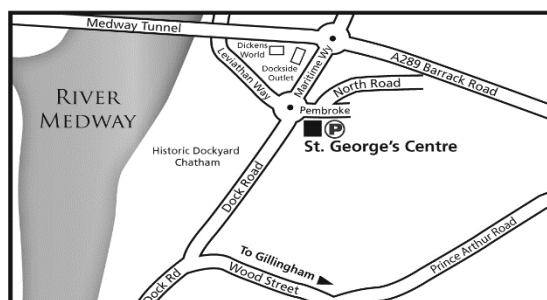 Medway Tunnel
Dickens
World
Dockside
Outlet
Maritime Wy
Leviathan Way
A289 Barrack Road
North Road
Pembroke
RIVER
MEDWAY
P
St. George's Centre
Historic Dockyard
Chatham
Dock Road
To Gillingham
Wood Street
Prince Arthur Road
Dock Rd